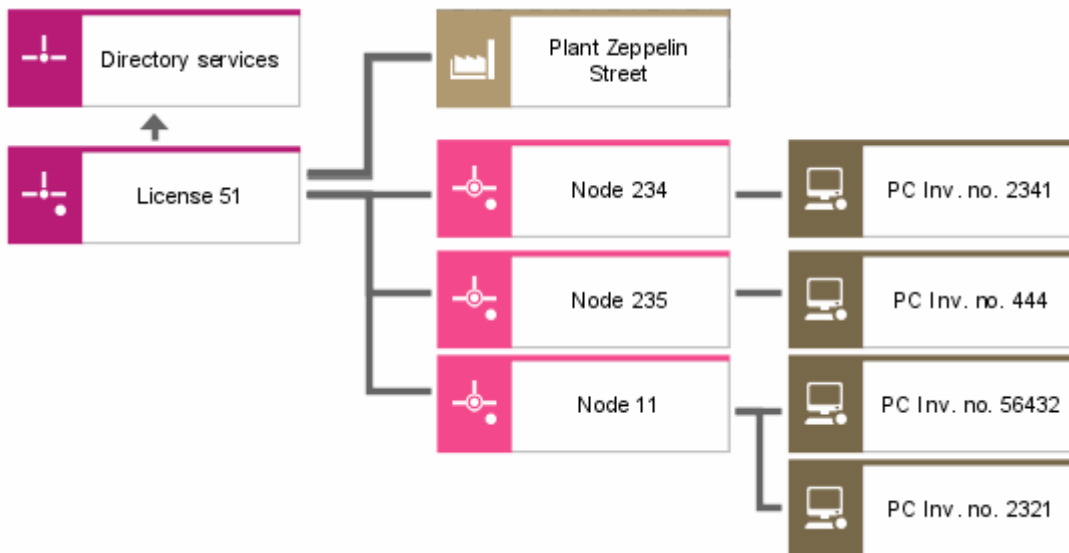 Directory services
Plant Zeppelin
Street
License 51
Node 234
PC Inv. no. 2341
Node 235
PC Inv. no. 444
Node 11
PC Inv. no. 56432
PC Inv. no. 2321